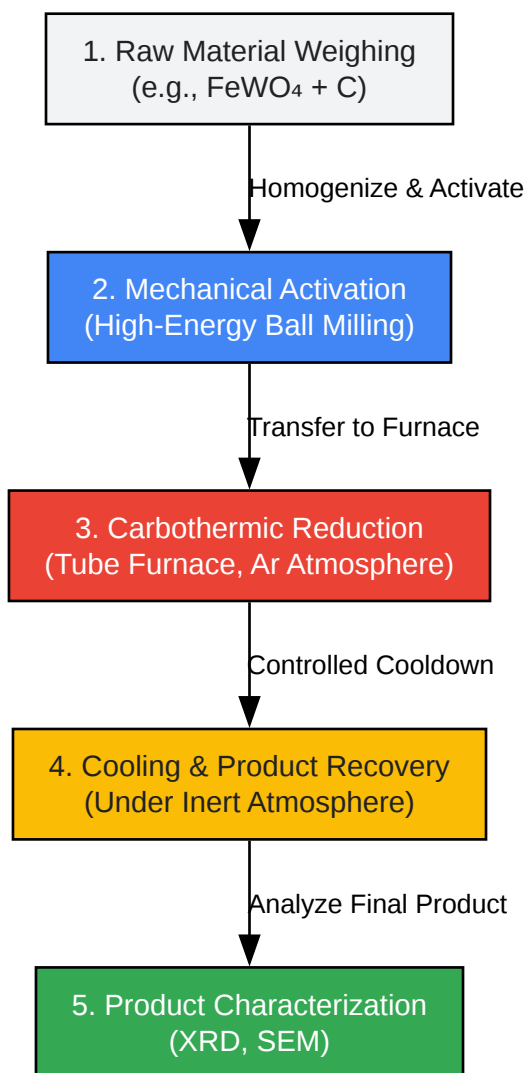 1. Raw Material Weighing
(e.g., FeWO₄ + C)
Homogenize & Activate
2. Mechanical Activation
(High-Energy Ball Milling)
Transfer to Furnace
3. Carbothermic Reduction
(Tube Furnace, Ar Atmosphere)
Controlled Cooldown
4. Cooling & Product Recovery
(Under Inert Atmosphere)
Analyze Final Product
5. Product Characterization
(XRD, SEM)